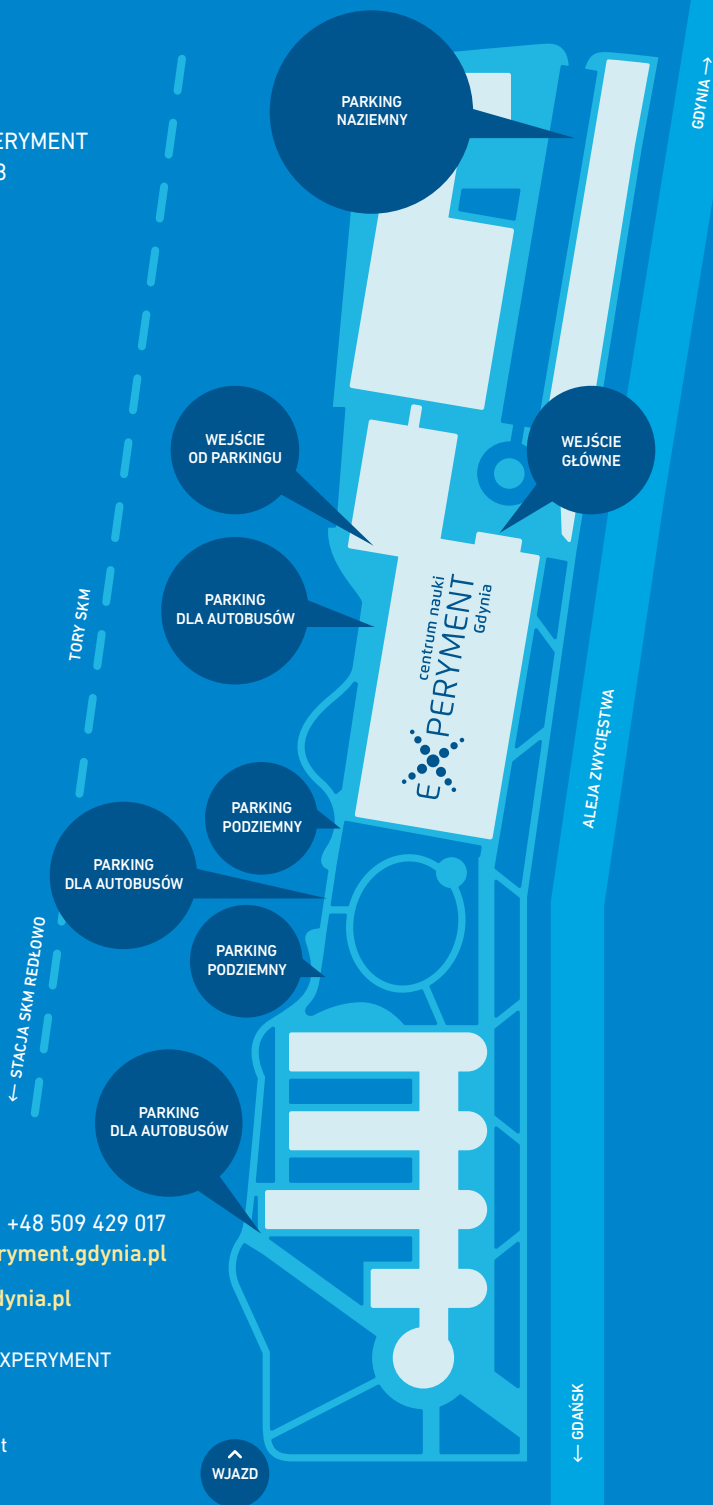 PARKING
NAZIEMNY
GDYNIA →
ERYMENT
3
WEJŚCIE
OD PARKINGU
WEJŚCIE
GŁÓWNE
PARKING
DLA AUTOBUSÓW
TORY SKM
centrum nauki
EXPERYMENT
Gdynia
ALEJA ZWYCIĘSTWA
PARKING
PODZIEMNY
PARKING
DLA AUTOBUSÓW
PARKING
PODZIEMNY
← STACJA SKM REDŁOWO
PARKING
DLA AUTOBUSÓW
+48 509 429 017
ryment.gdynia.pl
dynia.pl
XPERYMENT
← GDAŃSK
t
WJAZD